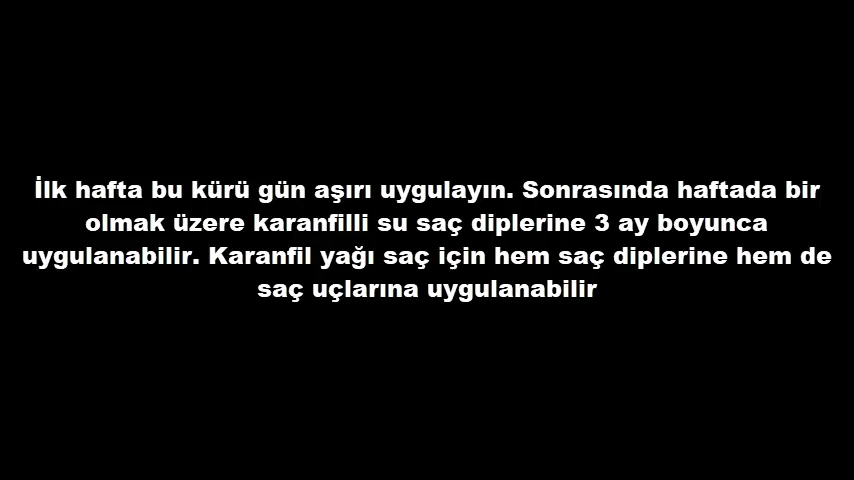 İlk hafta bu kürü gün aşırı uygulayın. Sonrasında haftada bir
olmak üzere karanfilli su saç diplerine 3 ay boyunca
uygulanabilir. Karanfil yağı saç için hem saç diplerine hem de
saç uçlarına uygulanabilir